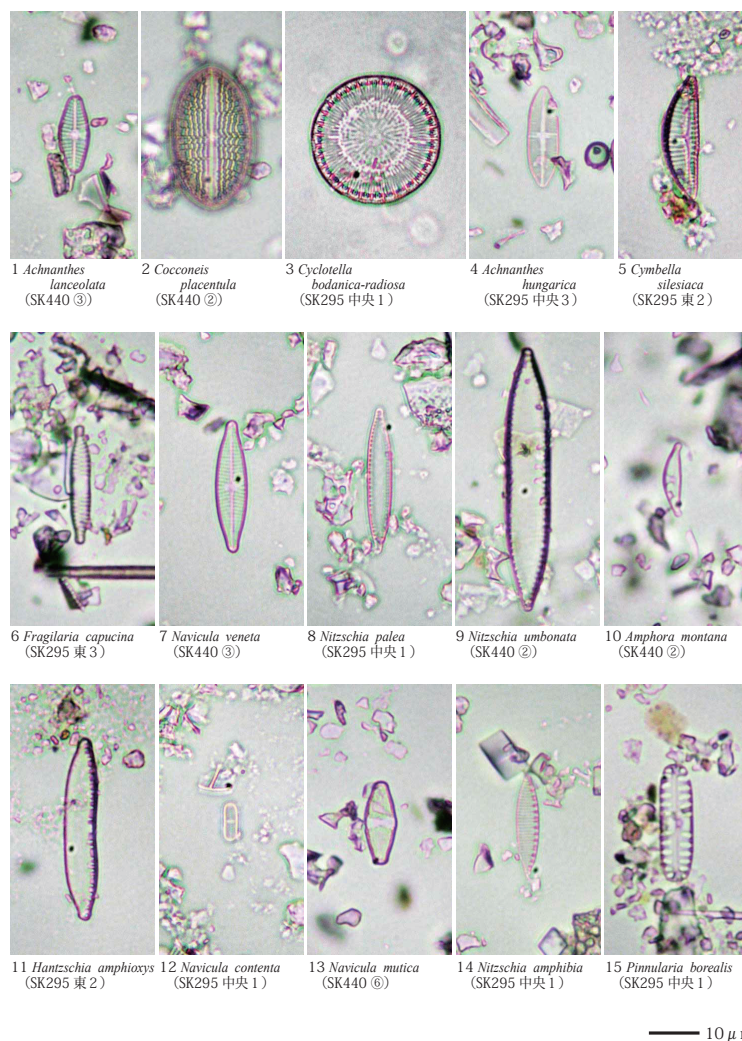 1 Achnanthes
lanceolata
（SK440 ③）
2 Cocconeis
placentula
（SK440 ②）
3 Cyclotella
bodanica-radiosa
（SK295 中央１）
4 Achnanthes
hungarica
（SK295 中央３）
5 Cymbella
silesiaca
（SK295 東２）
6 Fragilaria capucina
（SK295 東３）
7 Navicula veneta
（SK440 ③）
8 Nitzschia palea
（SK295 中央１）
9 Nitzschia umbonata
（SK440 ②）
10 Amphora montana
（SK440 ②）
11 Hantzschia amphioxys
（SK295 東２）
12 Navicula contenta
（SK295 中央１）
13 Navicula mutica
（SK440 ⑥）
14 Nitzschia amphibia
（SK295 中央１）
15 Pinnularia borealis
（SK295 中央１）
10